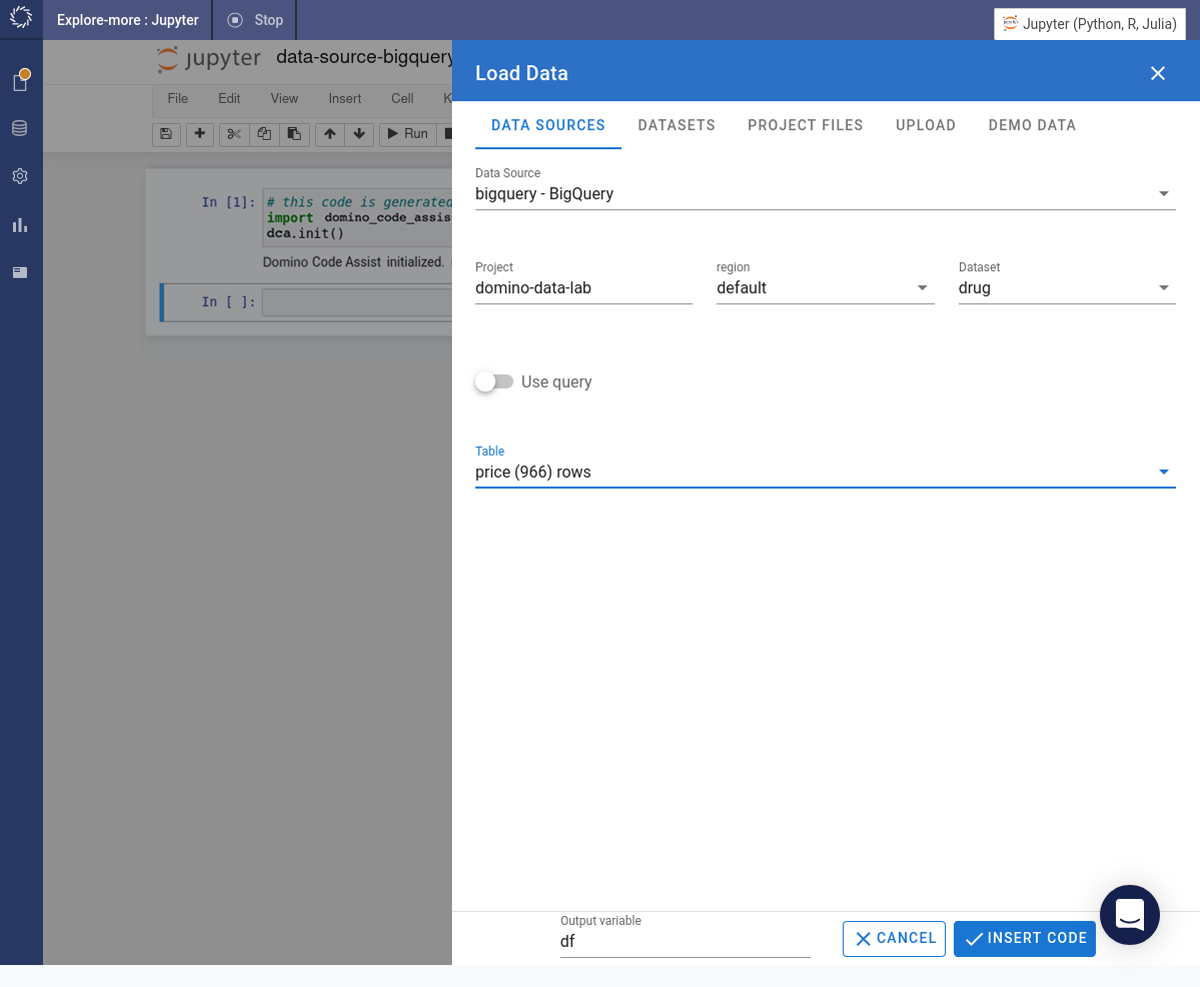 Explore-more : Jupyter
Stop
Jupyter (Python, R, Julia)
jupyter data-source-bigquery
File Edit View Insert Cell K
Run
In [1]: # this code is generated
import domino_code_assis
dca.init()
Domino Code Assist initialized.
In [ ]:
Load Data
DATA SOURCES DATASETS PROJECT FILES UPLOAD DEMO DATA
Data Source
bigquery - BigQuery
Project region Dataset
domino-data-lab default drug
Use query
Table
price (966) rows
Output variable
df
CANCEL INSERT CODE